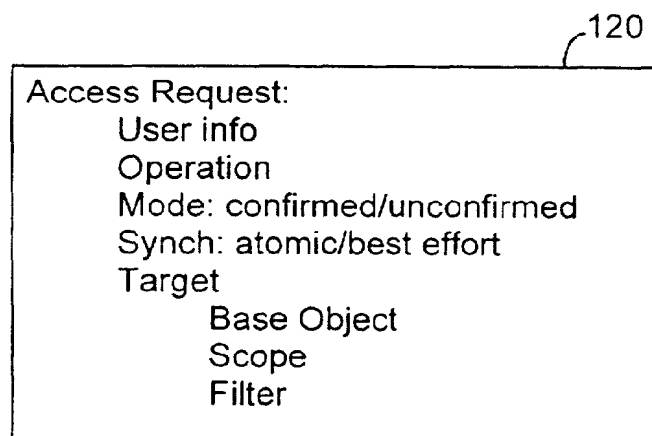 120
Access Request:
User info
Operation
Mode: confirmed/unconfirmed
Synch: atomic/best effort
Target
Base Object
Scope
Filter